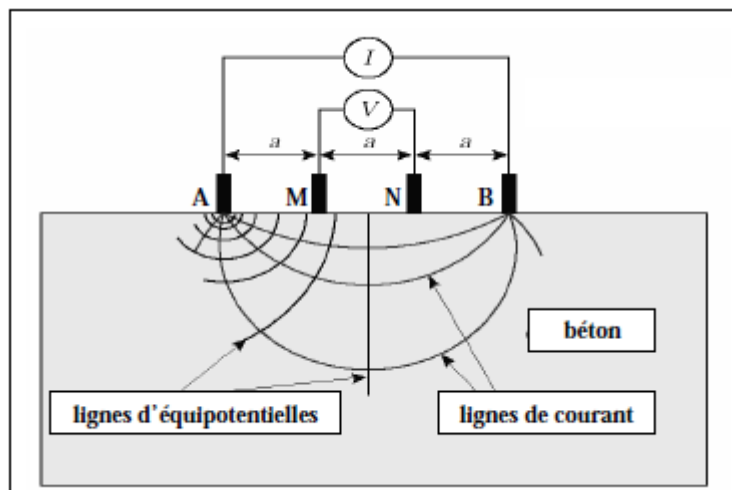 I
V
a a a
A M N B
béton
lignes d'équipotentielles
lignes de courant